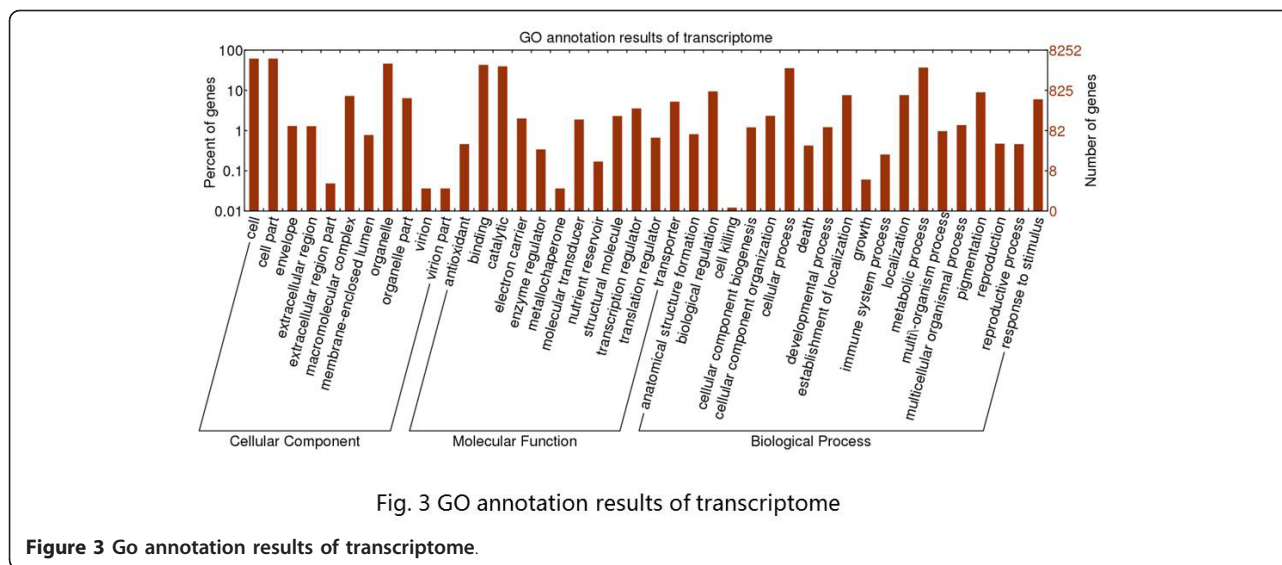 GO annotation results of transcriptome
Percent of genes
100
10
1
0.1
0.01
Number of genes
8252
825
82
8
0
cell
cell part
envelope
extracellular region
extracellular region part
macromolecular complex
membrane-enclosed lumen
organelle
organelle part
virion
virion part
antioxidant
binding
catalytic
electron carrier
enzyme regulator
metallochaperone
molecular transducer
nutrient reservoir
structural molecule
transcription regulator
translation regulator
transporter
anatomical structure formation
biological regulation
cell killing
cellular component biogenesis
cellular component organization
cellular process
death
developmental process
establishment of localization
growth
immune system process
localization
metabolic process
multi\-organism process
multicellular organismal process
pigmentation
reproduction
reproductive process
response to stimulus
Cellular Component
Molecular Function
Biological Process
Fig. 3 GO annotation results of transcriptome
Figure 3 Go annotation results of transcriptome.